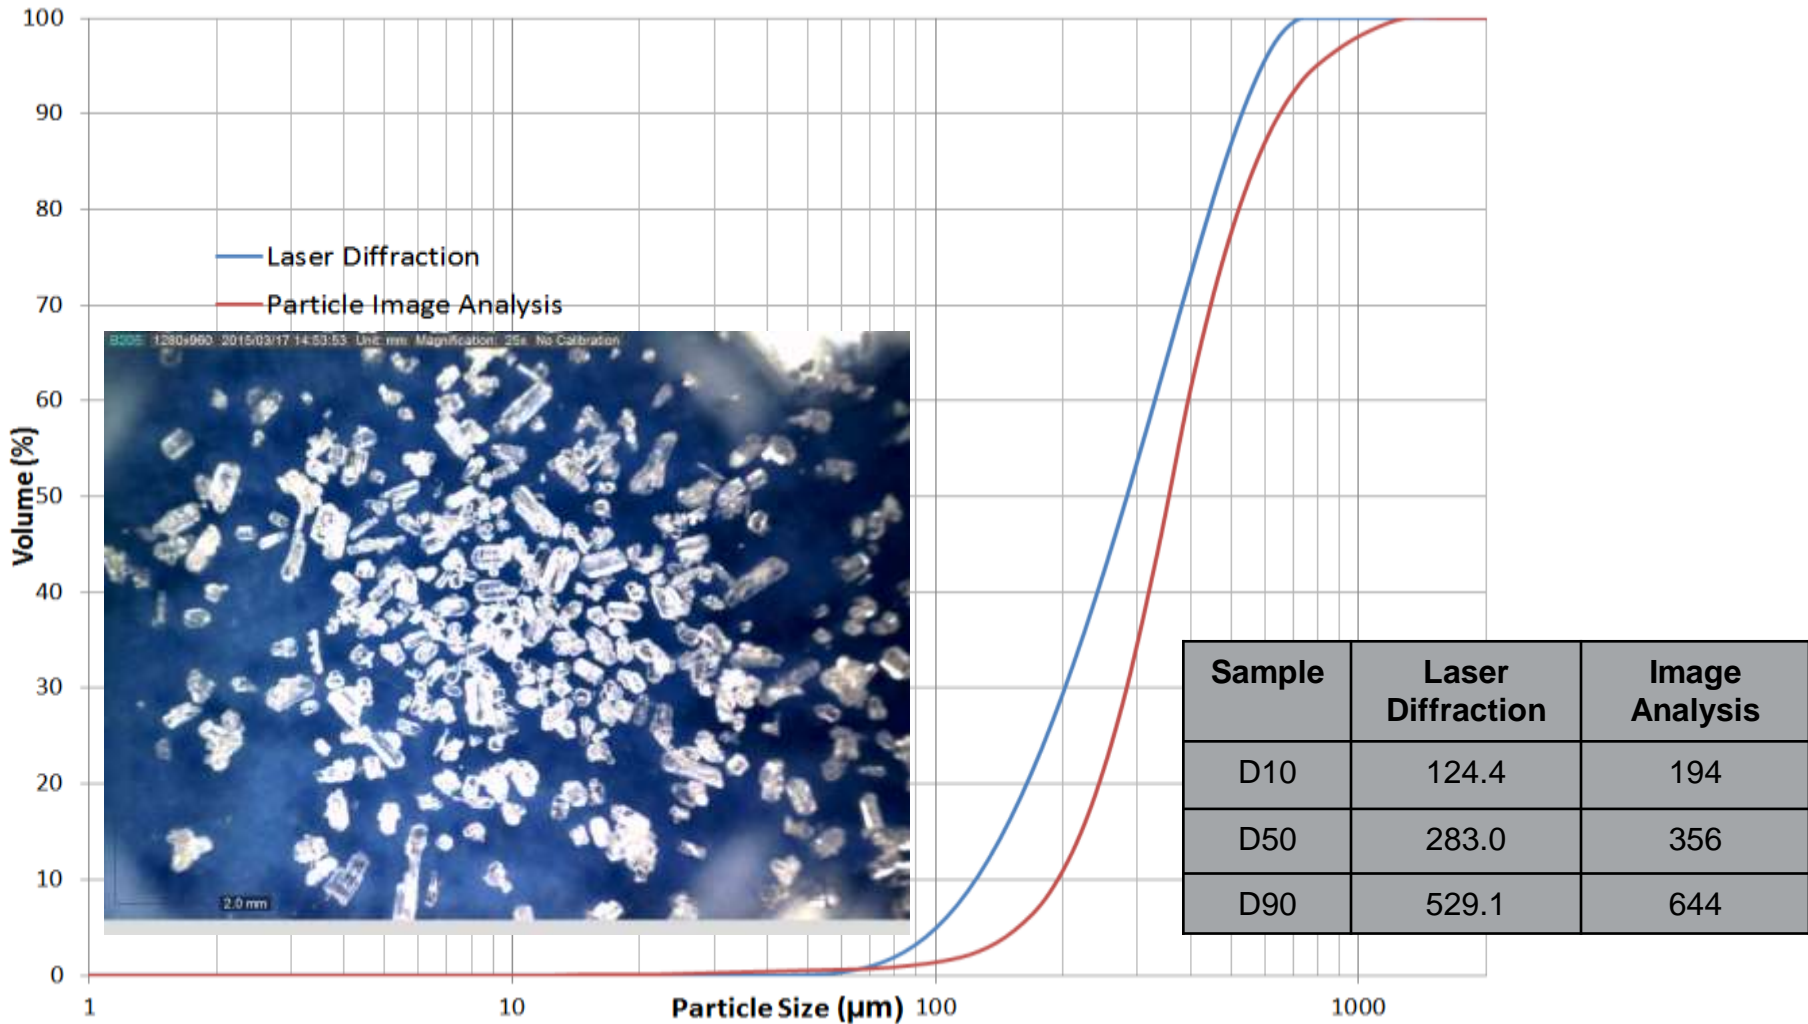 100
90
80
70
60
50
40
30
20
10
0
Volume (%)
Laser Diffraction
Particle Image Analysis
B205 1280x960 2015/03/17 14:53:53 Unit: mm Magnification: 25x No Calibration
2.0 mm
1
10
100
1000
Particle Size (μm)
Sample Laser Diffraction Image Analysis
D10 124.4 194
D50 283.0 356
D90 529.1 644